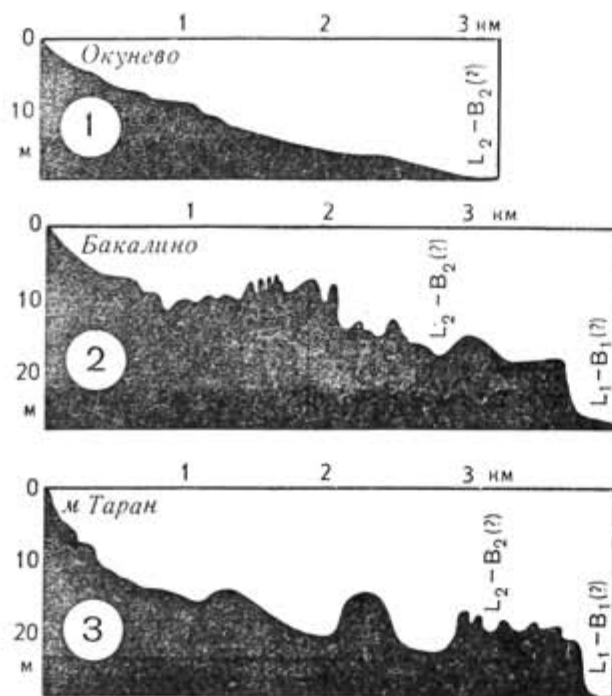 1 2 3 км
0
Окунево
10
м
1
L₂–B₂(?)
0
1 2 3 км
Бакалино
10
20
м
2
L₂–B₂(?)
L₁–B₁(?)
1 2 3 км
0
м Таран
10
20
м
3
L₂–B₂(?)
L₁–B₁(?)